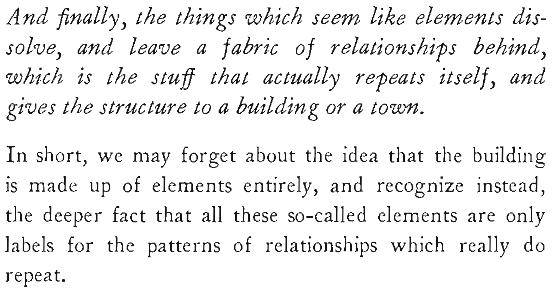 And finally, the things which seem like elements dis-
solve, and leave a fabric of relationships behind,
which is the stuff that actually repeats itself, and
gives the structure to a building or a town.
In short, we may forget about the idea that the building
is made up of elements entirely, and recognize instead,
the deeper fact that all these so-called elements are only
labels for the patterns of relationships which really do
repeat.